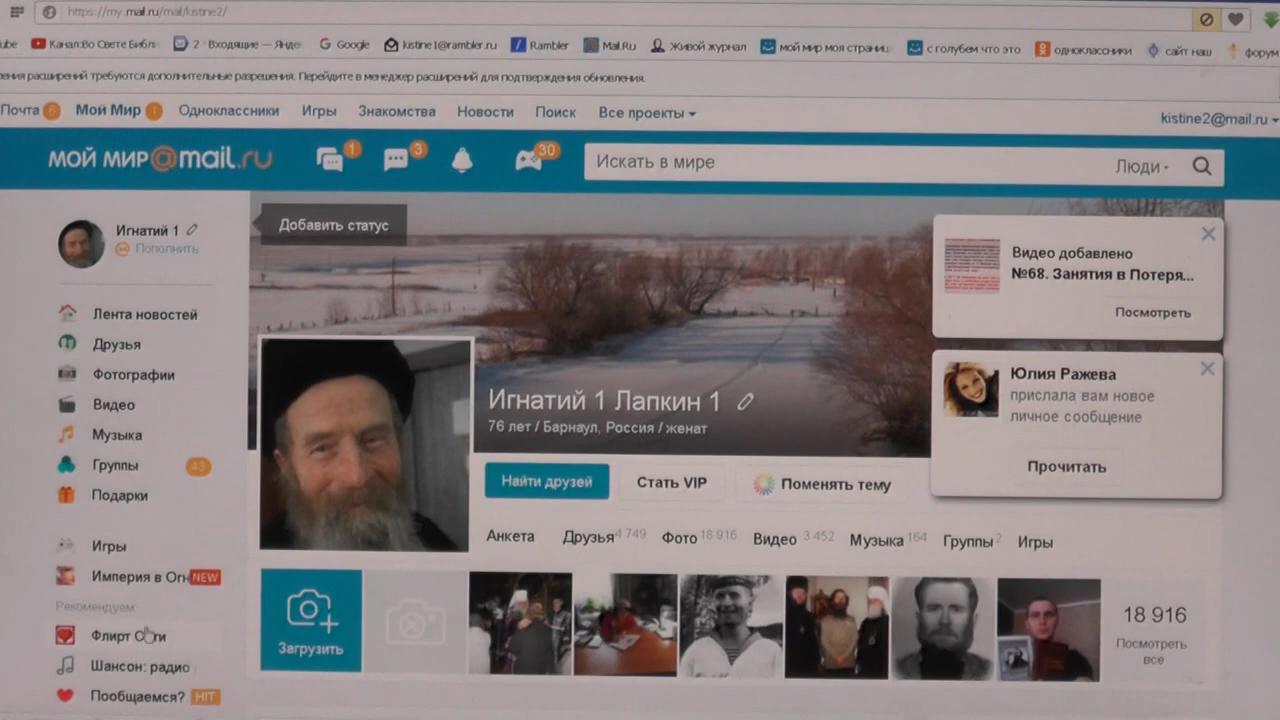 https://my.mail.ru/mail/kistine2/
ube Канал:Во Свете Библ 2 · Входящие — Янде Google kistine1@rambler.ru Rambler Mail.Ru Живой журнал мой мир моя страниц с голубем что это одноклассники сайт наш форум
ения расширений требуются дополнительные разрешения. Перейдите в менеджер расширений для подтверждения обновления.
Почта 6 Мой Мир 1 Одноклассники Игры Знакомства Новости Поиск Все проекты
kistine2@mail.ru
МОЙ МИР@mail.ru 1 3 30 Искать в мире Люди
Игнатий 1
Пополнить
Добавить статус
Видео добавлено
№68. Занятия в Потеря...
Посмотреть
Юлия Ражева
прислала вам новое
личное сообщение
Прочитать
Лента новостей
Друзья
Фотографии
Видео
Музыка
Группы 43
Подарки
Игры
Империя в Огн NEW
Рекомендуем
Флирт С ти
Шансон: радио
Пообщаемся? HIT
Игнатий 1 Лапкин 1
76 лет / Барнаул, Россия / женат
Найти друзей Стать VIP Поменять тему
Анкета Друзья 4 749 Фото 18 916 Видео 3 452 Музыка 164 Группы 2 Игры
Загрузить
18 916
Посмотреть
все